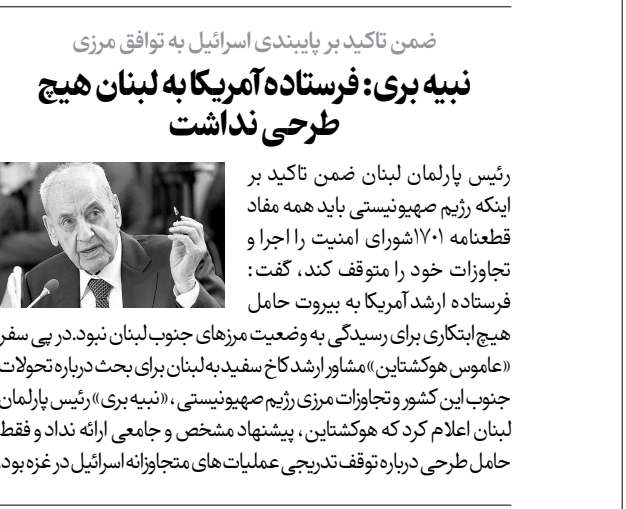 ضمن تاکید بر پایبندی اسرائیل به توافق مرزی
نبیه بری: فرستاده آمریکا به لبنان هیچ
طرحی نداشت
رئیس پارلمان لبنان ضمن تاکید بر
اینکه رژیم صهیونیستی باید همه مفاد
قطعنامه ۱۷۰۱شورای امنیت را اجرا و
تجاوزات خود را متوقف کند، گفت:
فرستاده ارشد آمریکا به بیروت حامل
هیچ ابتکاری برای رسیدگی به وضعیت مرزهای جنوب لبنان نبود.در پی سفر
«عاموس هوکشتاین»مشاور ارشد کاخ سفید به لبنان برای بحث درباره تحولات
جنوب این کشور و تجاوزات مرزی رژیم صهیونیستی، «نبیه بری» رئیس پارلمان
لبنان اعلام کرد که هوکشتاین، پیشنهاد مشخص و جامعی ارائه نداد و فقط
حامل طرحی درباره توقف تدریجی عملیات های متجاوزانه اسرائیل در غزه بود.